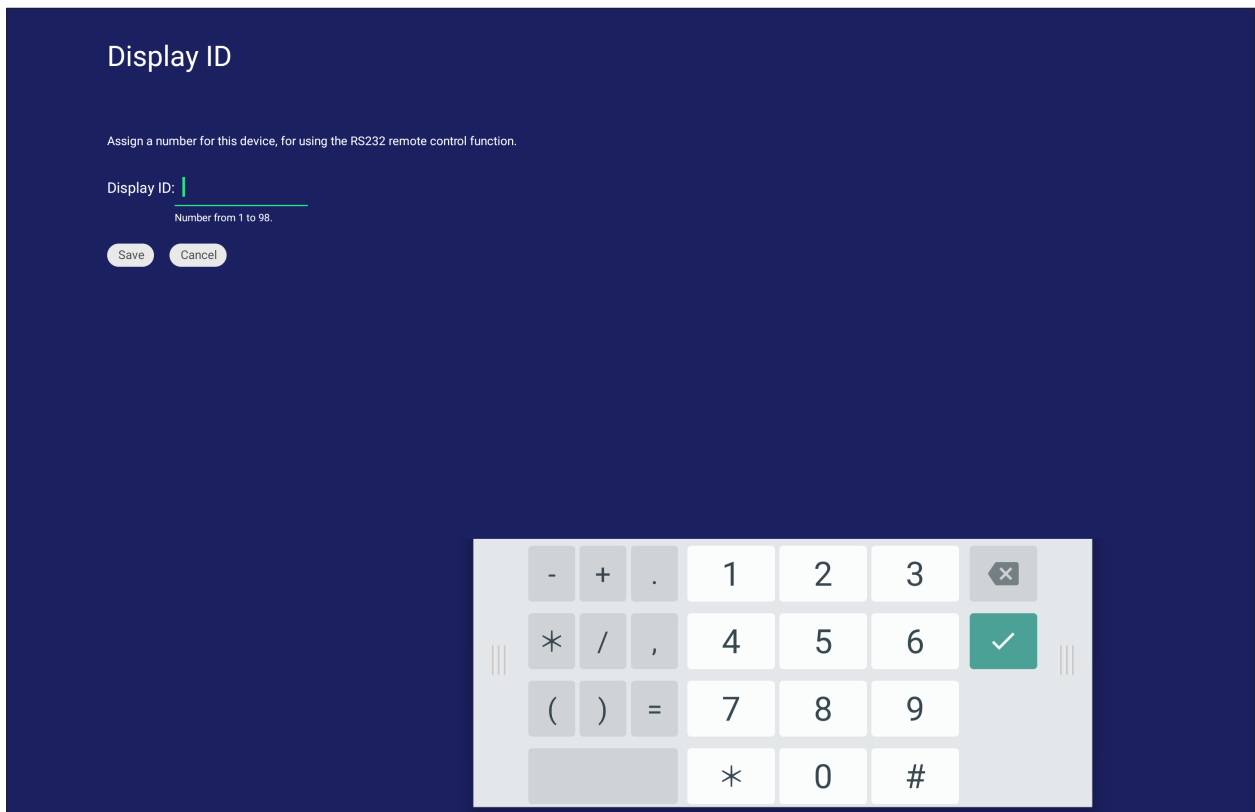 Display ID
Assign a number for this device, for using the RS232 remote control function.
Display ID:
Number from 1 to 98.
Save Cancel
- + . 1 2 3
* / , 4 5 6
( ) = 7 8 9
* 0 #